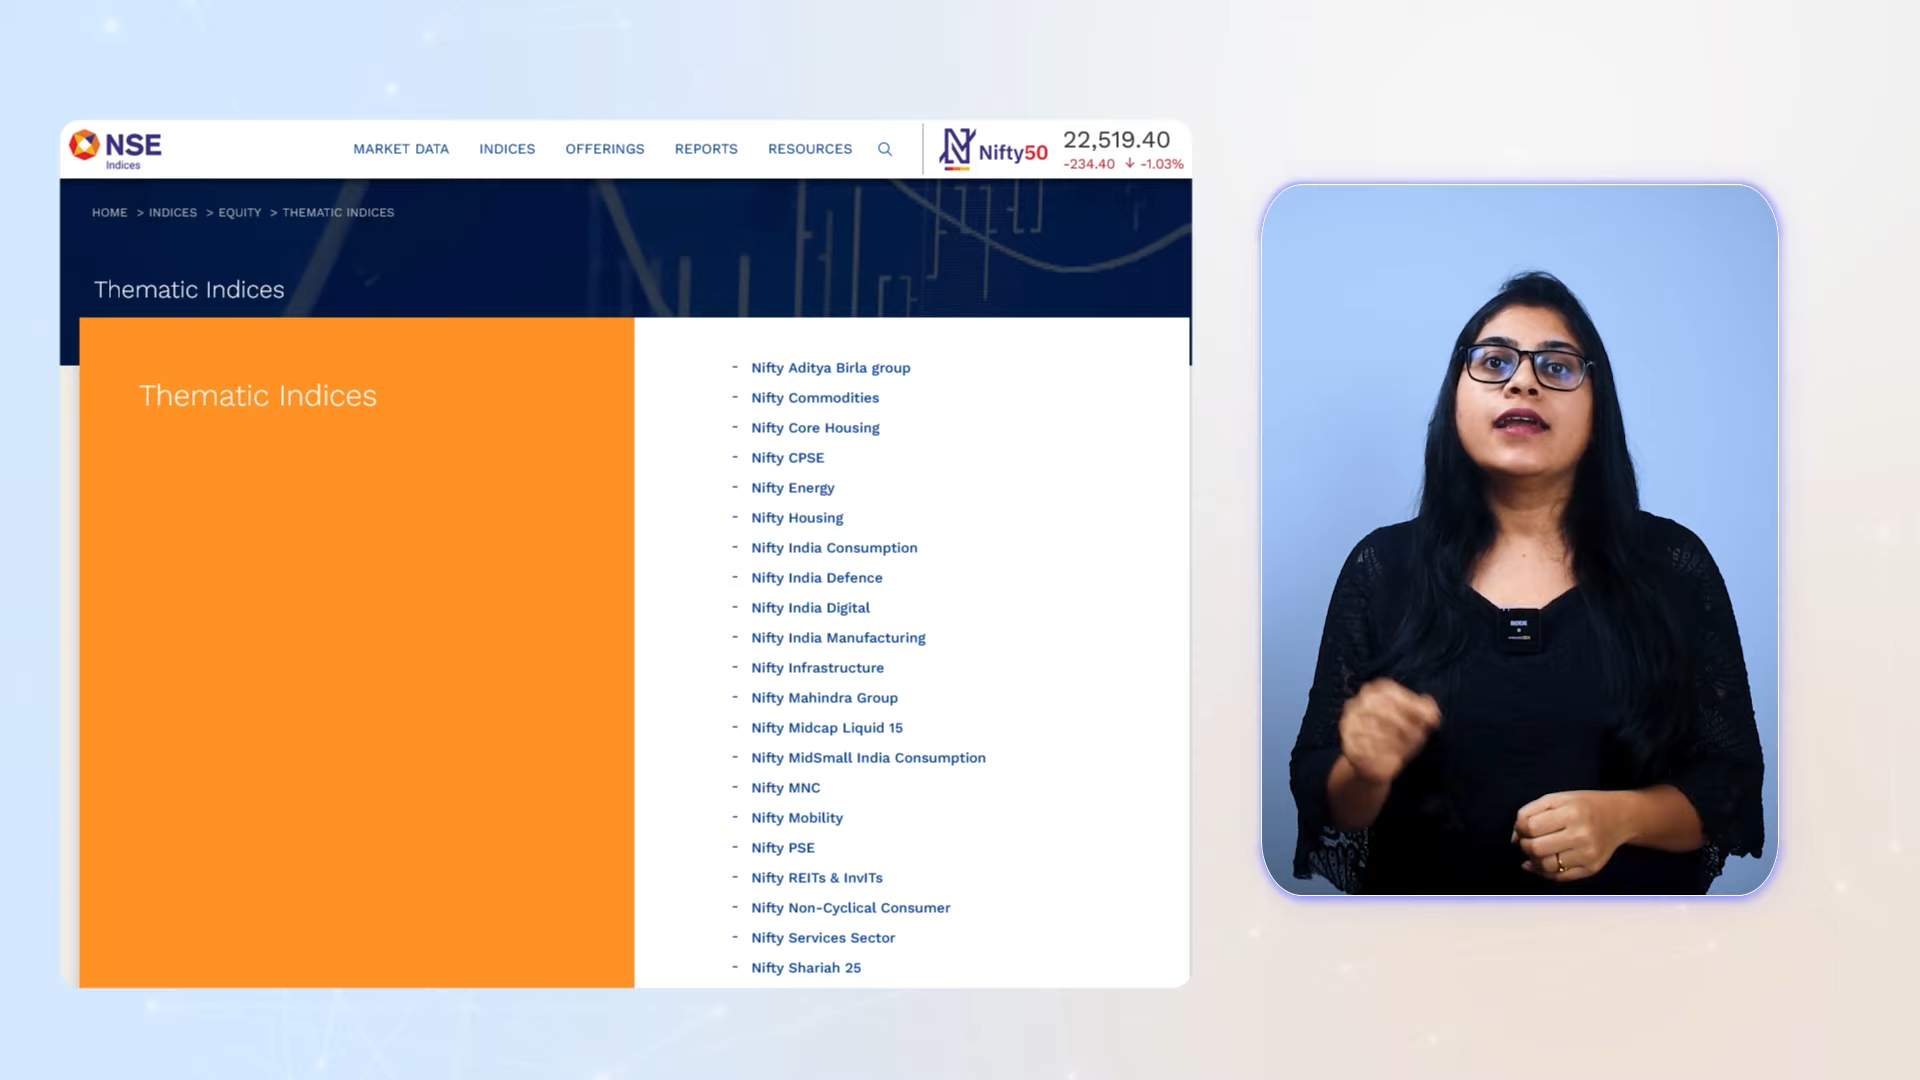 NSE
Indices
MARKET DATA INDICES OFFERINGS REPORTS RESOURCES
Nifty50
22,519.40
-234.40 ↓ -1.03%
HOME > INDICES > EQUITY > THEMATIC INDICES
Thematic Indices
Thematic Indices
- Nifty Aditya Birla group
- Nifty Commodities
- Nifty Core Housing
- Nifty CPSE
- Nifty Energy
- Nifty Housing
- Nifty India Consumption
- Nifty India Defence
- Nifty India Digital
- Nifty India Manufacturing
- Nifty Infrastructure
- Nifty Mahindra Group
- Nifty Midcap Liquid 15
- Nifty MidSmall India Consumption
- Nifty MNC
- Nifty Mobility
- Nifty PSE
- Nifty REITs & InvITs
- Nifty Non-Cyclical Consumer
- Nifty Services Sector
- Nifty Shariah 25